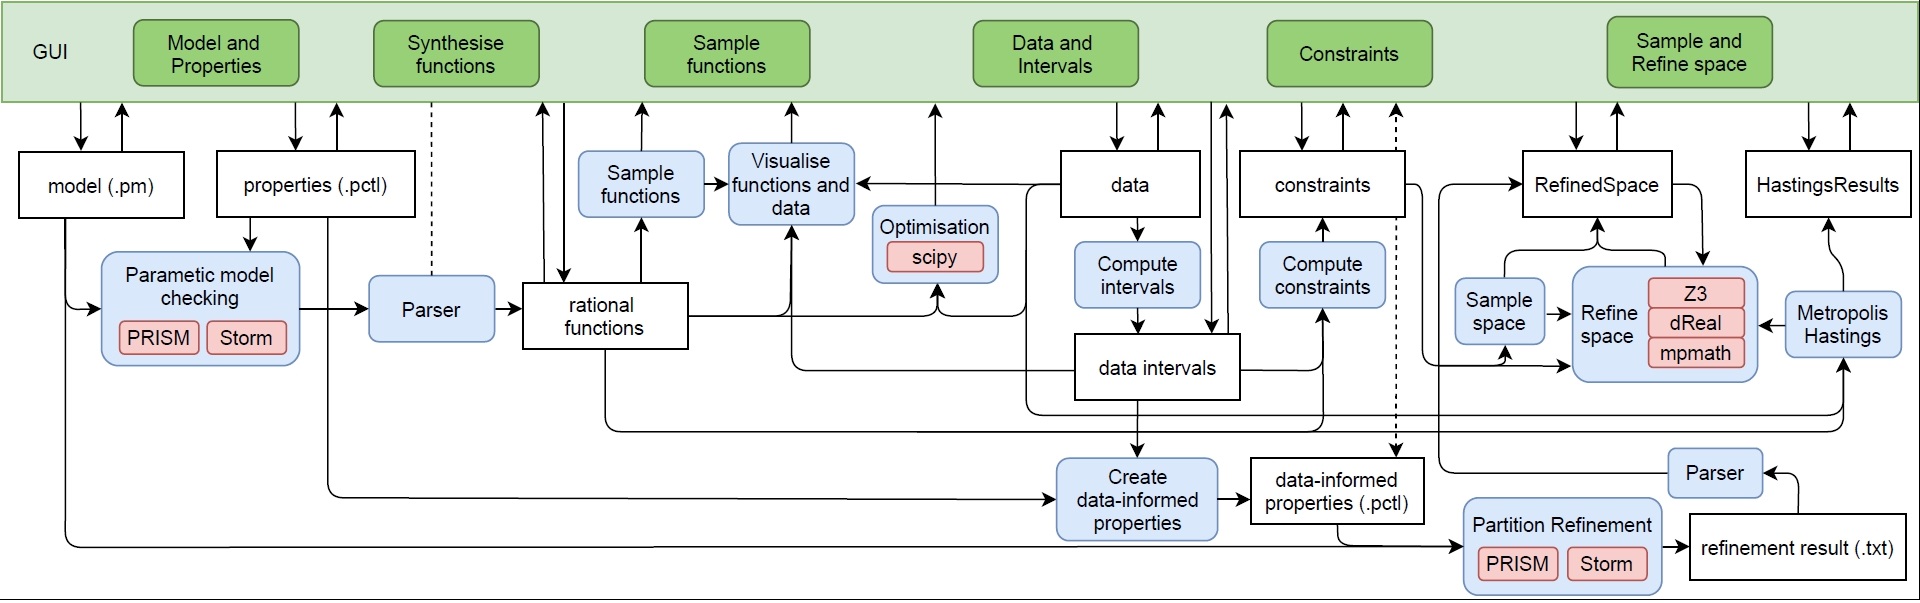 GUI
Model and
Properties
Synthesise
functions
Sample
functions
Data and
Intervals
Constraints
Sample and
Refine space
model (.pm)
properties (.pctl)
Sample
functions
Visualise
functions and
data
Optimisation
scipy
data
constraints
RefinedSpace
HastingsResults
Parametic model
checking
PRISM
Storm
Parser
rational
functions
Compute
intervals
Compute
constraints
Sample
space
Refine
space
Z3
dReal
mpmath
Metropolis
Hastings
data intervals
Create
data-informed
properties
data-informed
properties (.pctl)
Parser
Partition Refinement
PRISM
Storm
refinement result (.txt)